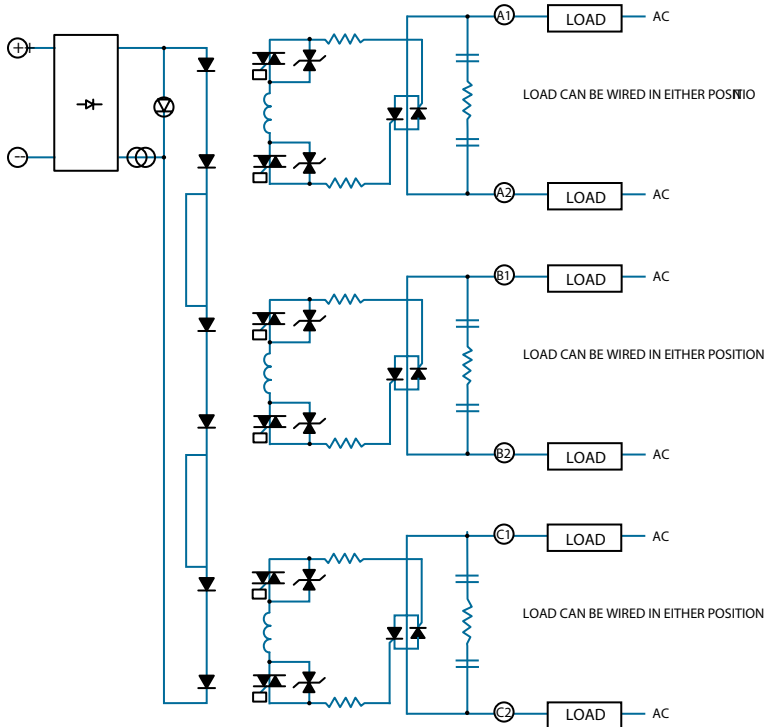 A1 LOAD AC
+
LOAD CAN BE WIRED IN EITHER POSITIO
--
A2 LOAD AC
B1 LOAD AC
LOAD CAN BE WIRED IN EITHER POSITION
B2 LOAD AC
C1 LOAD AC
LOAD CAN BE WIRED IN EITHER POSITION
C2 LOAD AC